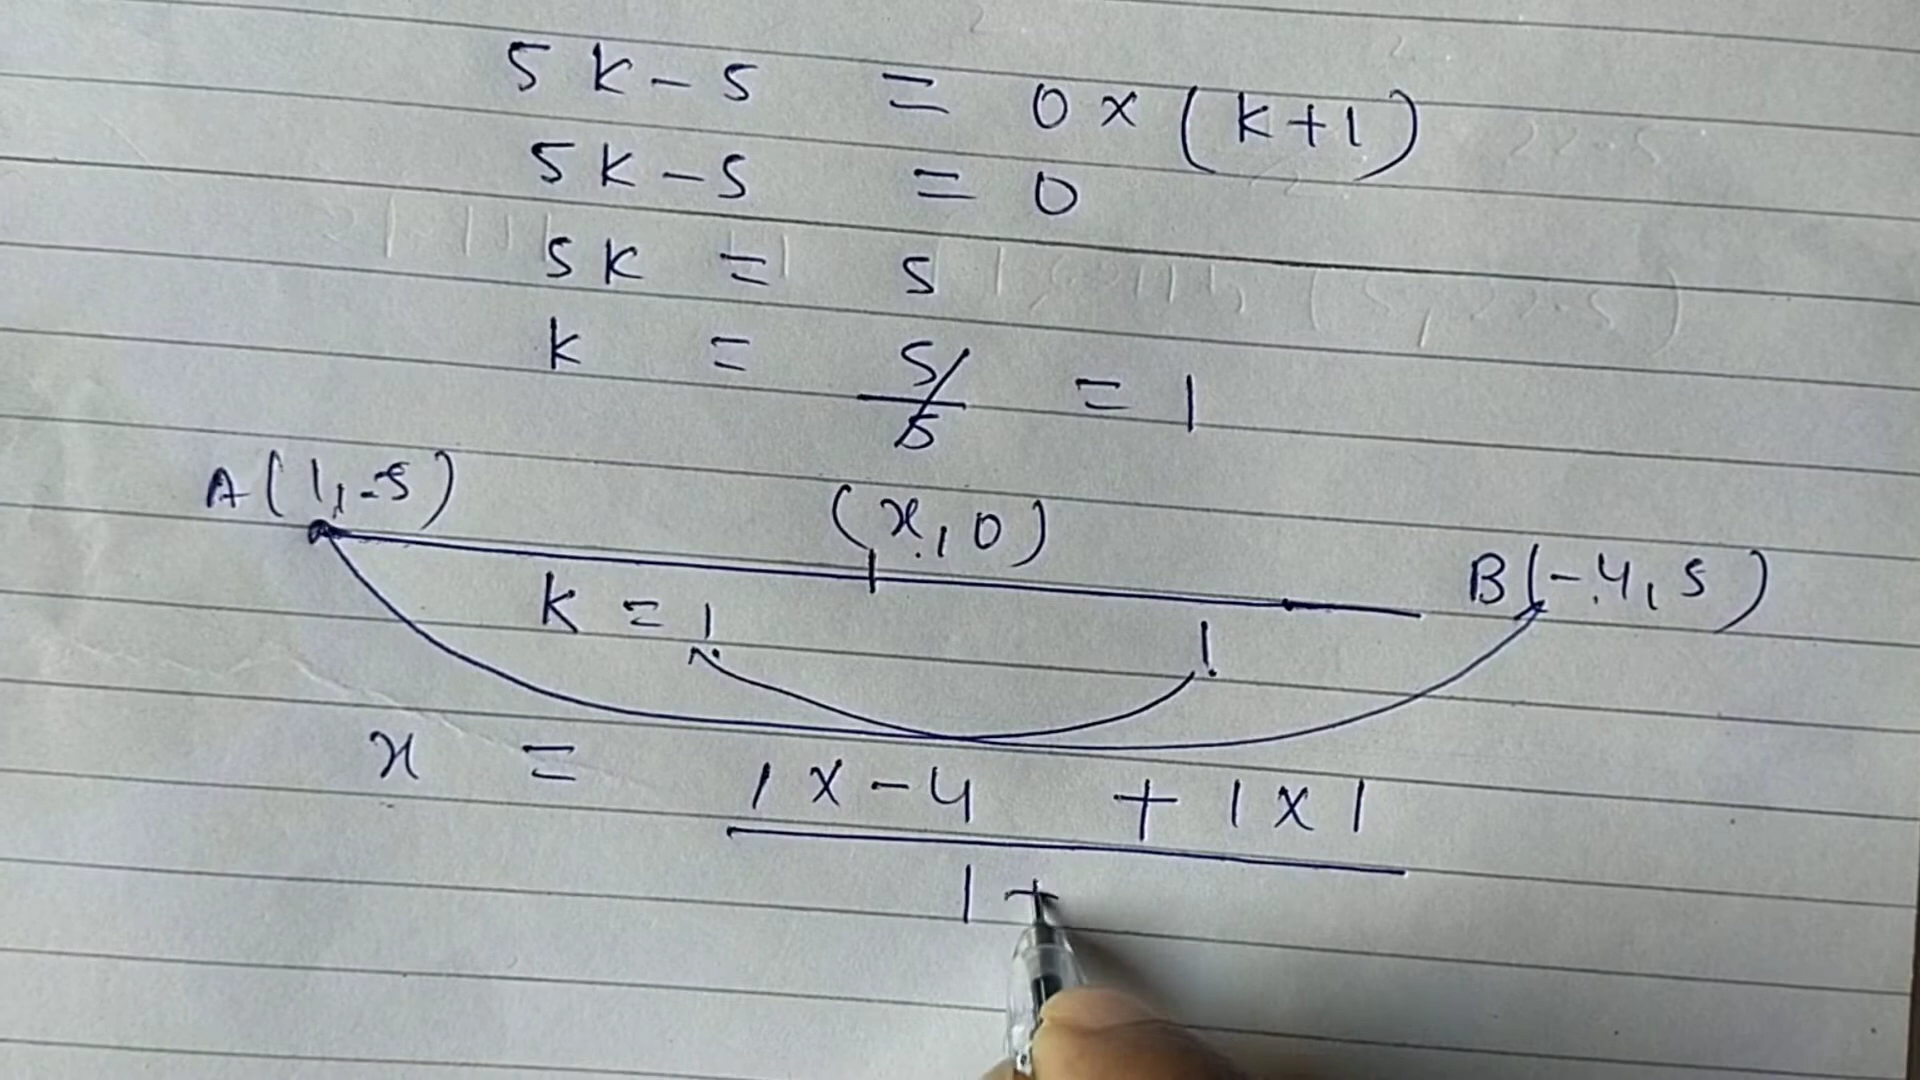 5k-5 = 0×(k+1)
5k-5 = 0
5k = 5
k = 5/5 = 1
A(1,-5) (x,0) B(-4,5)
k=1 1
x = 1×-4 + 1×1
1+